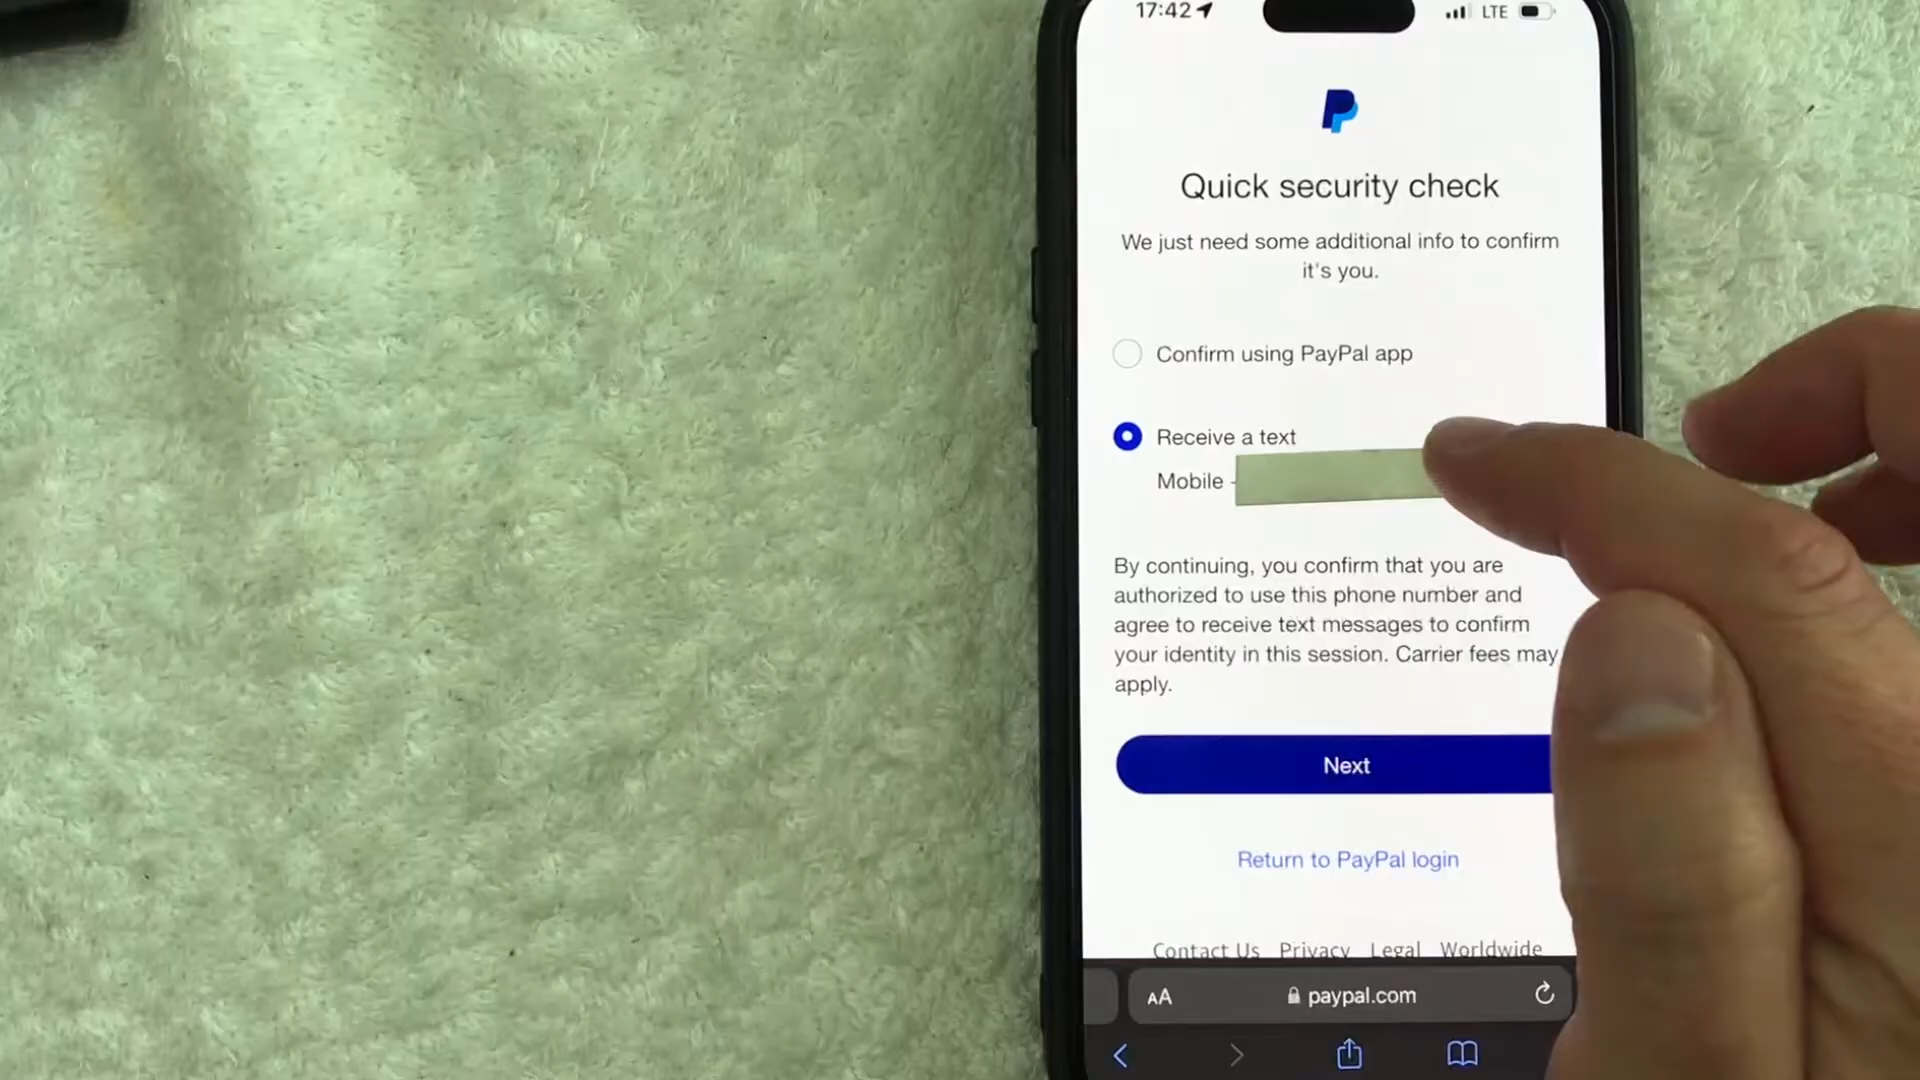 17:42 LTE
Quick security check
We just need some additional info to confirm
it's you.
Confirm using PayPal app
Receive a text
Mobile -
By continuing, you confirm that you are
authorized to use this phone number and
agree to receive text messages to confirm
your identity in this session. Carrier fees may
apply.
Next
Return to PayPal login
Contact Us Privacy Legal Worldwide
AA paypal.com